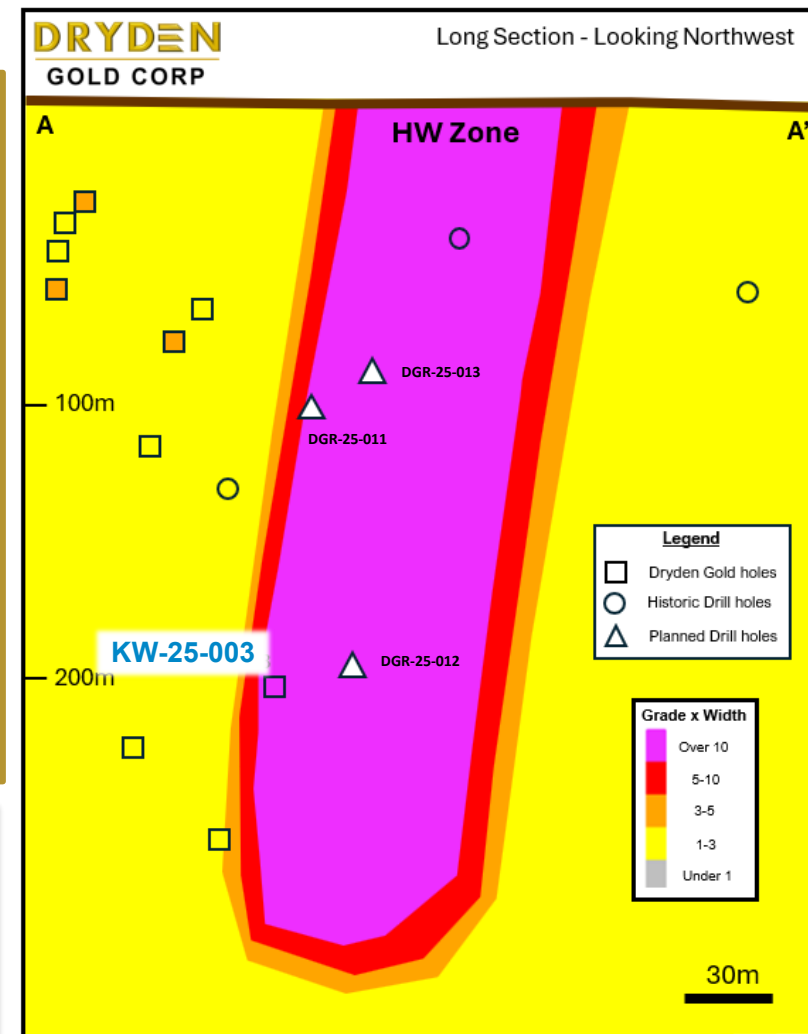 DRYDEN
GOLD CORP
Long Section - Looking Northwest
A
HW Zone
A'
DGR-25-013
100m
DGR-25-011
Legend
Dryden Gold holes
Historic Drill holes
Planned Drill holes
KW-25-003
DGR-25-012
200m
Grade x Width
Over 10
5-10
3-5
1-3
Under 1
30m